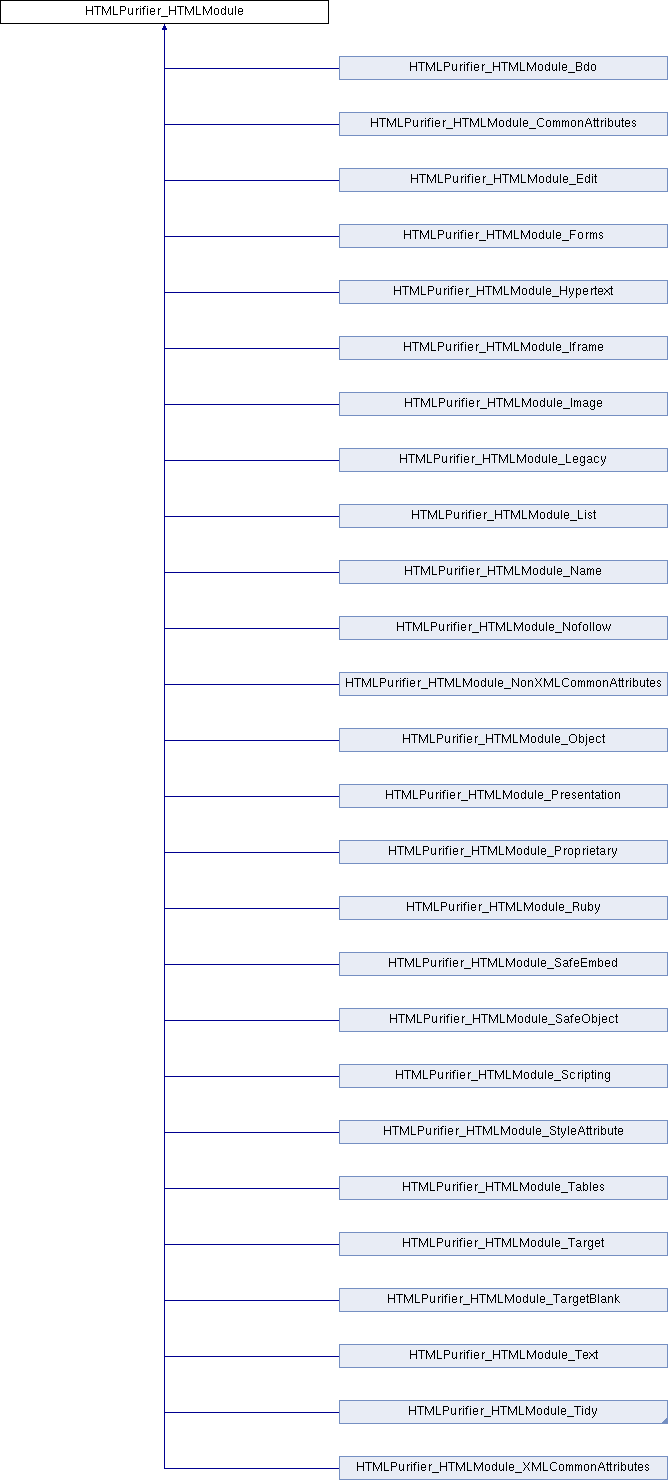 HTMLPurifier_HTMLModule
HTMLPurifier_HTMLModule_Bdo
HTMLPurifier_HTMLModule_CommonAttributes
HTMLPurifier_HTMLModule_Edit
HTMLPurifier_HTMLModule_Forms
HTMLPurifier_HTMLModule_Hypertext
HTMLPurifier_HTMLModule_Iframe
HTMLPurifier_HTMLModule_Image
HTMLPurifier_HTMLModule_Legacy
HTMLPurifier_HTMLModule_List
HTMLPurifier_HTMLModule_Name
HTMLPurifier_HTMLModule_Nofollow
HTMLPurifier_HTMLModule_NonXMLCommonAttributes
HTMLPurifier_HTMLModule_Object
HTMLPurifier_HTMLModule_Presentation
HTMLPurifier_HTMLModule_Proprietary
HTMLPurifier_HTMLModule_Ruby
HTMLPurifier_HTMLModule_SafeEmbed
HTMLPurifier_HTMLModule_SafeObject
HTMLPurifier_HTMLModule_Scripting
HTMLPurifier_HTMLModule_StyleAttribute
HTMLPurifier_HTMLModule_Tables
HTMLPurifier_HTMLModule_Target
HTMLPurifier_HTMLModule_TargetBlank
HTMLPurifier_HTMLModule_Text
HTMLPurifier_HTMLModule_Tidy
HTMLPurifier_HTMLModule_XMLCommonAttributes